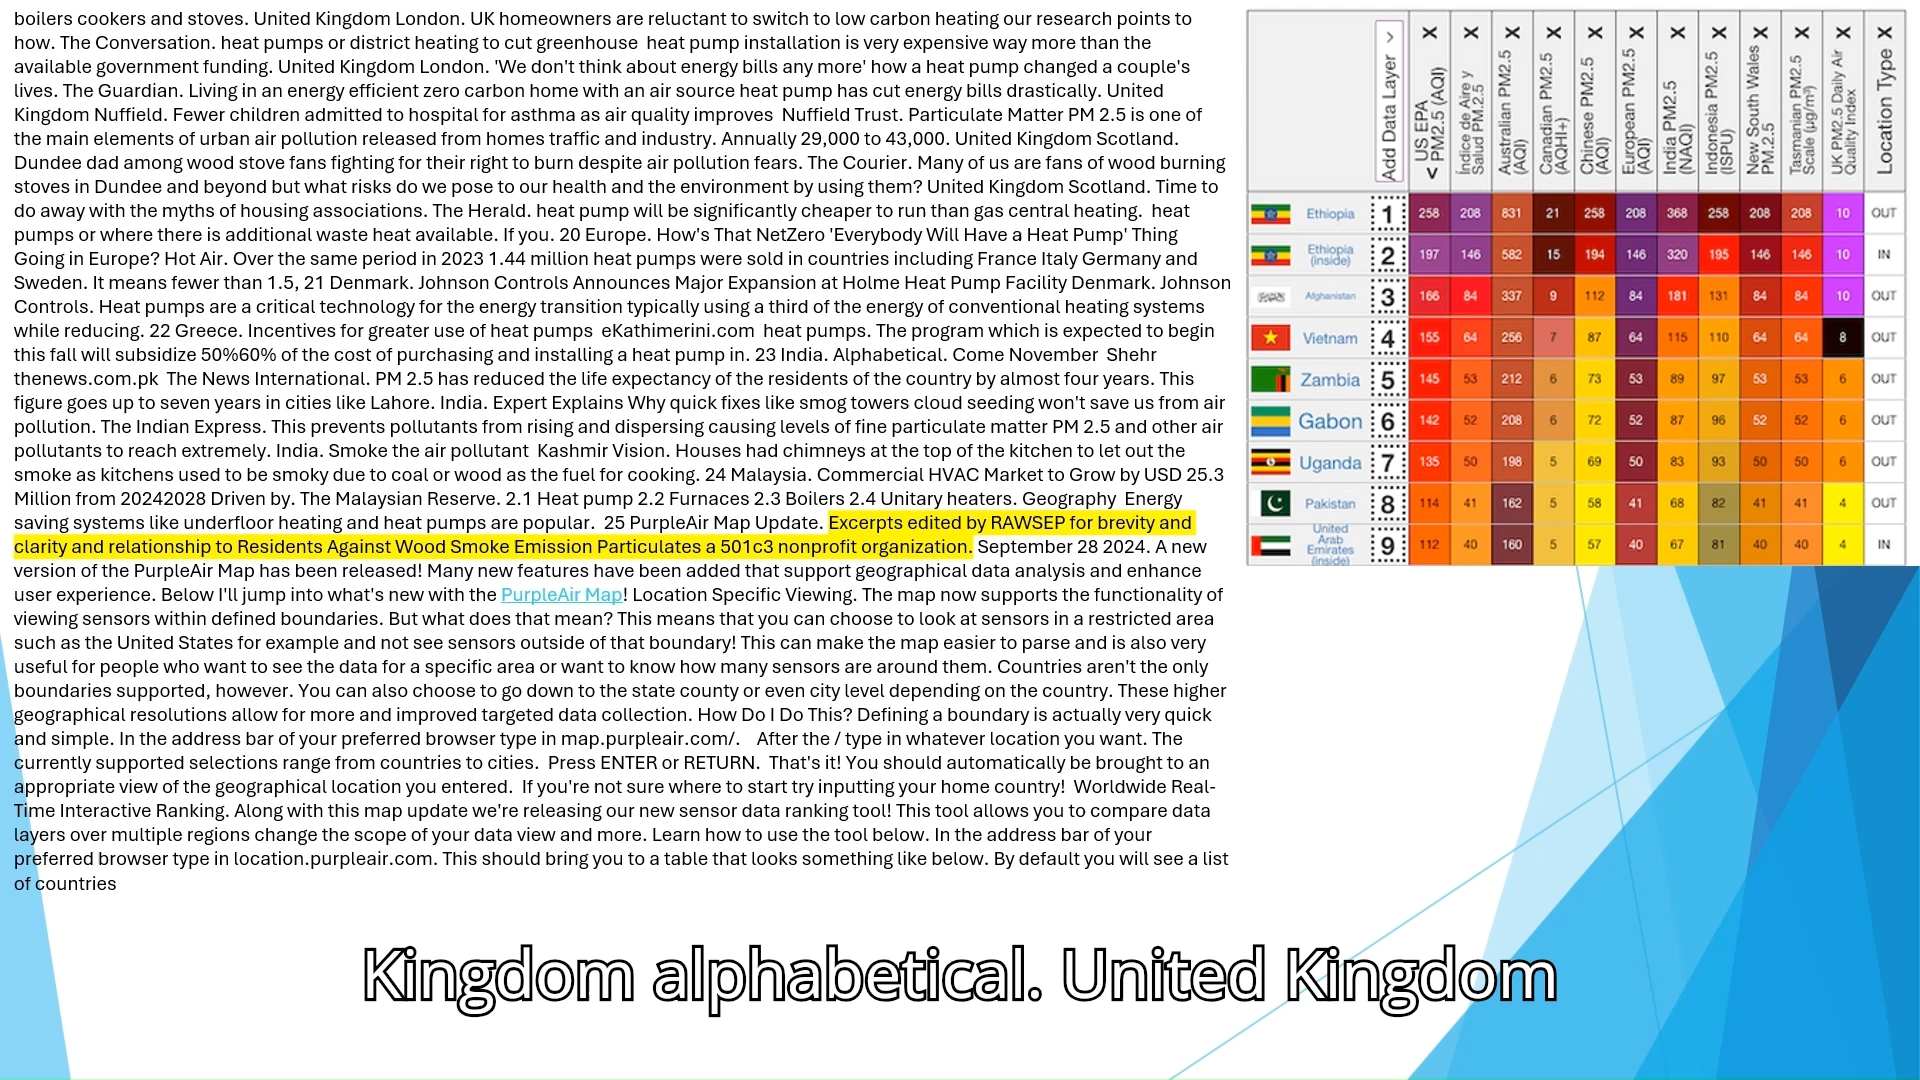 boilers cookers and stoves. United Kingdom London. UK homeowners are reluctant to switch to low carbon heating our research points to
how. The Conversation. heat pumps or district heating to cut greenhouse  heat pump installation is very expensive way more than the
available government funding. United Kingdom London. 'We don't think about energy bills any more' how a heat pump changed a couple's
lives. The Guardian. Living in an energy efficient zero carbon home with an air source heat pump has cut energy bills drastically. United
Kingdom Nuffield. Fewer children admitted to hospital for asthma as air quality improves  Nuffield Trust. Particulate Matter PM 2.5 is one of
the main elements of urban air pollution released from homes traffic and industry. Annually 29,000 to 43,000. United Kingdom Scotland.
Dundee dad among wood stove fans fighting for their right to burn despite air pollution fears. The Courier. Many of us are fans of wood burning
stoves in Dundee and beyond but what risks do we pose to our health and the environment by using them? United Kingdom Scotland. Time to
do away with the myths of housing associations. The Herald. heat pump will be significantly cheaper to run than gas central heating.  heat
pumps or where there is additional waste heat available. If you. 20 Europe. How's That NetZero 'Everybody Will Have a Heat Pump' Thing
Going in Europe? Hot Air. Over the same period in 2023 1.44 million heat pumps were sold in countries including France Italy Germany and
Sweden. It means fewer than 1.5, 21 Denmark. Johnson Controls Announces Major Expansion at Holme Heat Pump Facility Denmark. Johnson
Controls. Heat pumps are a critical technology for the energy transition typically using a third of the energy of conventional heating systems
while reducing. 22 Greece. Incentives for greater use of heat pumps  eKathimerini.com  heat pumps. The program which is expected to begin
this fall will subsidize 50%60% of the cost of purchasing and installing a heat pump in. 23 India. Alphabetical. Come November  Shehr
thenews.com.pk  The News International. PM 2.5 has reduced the life expectancy of the residents of the country by almost four years. This
figure goes up to seven years in cities like Lahore. India. Expert Explains Why quick fixes like smog towers cloud seeding won't save us from air
pollution. The Indian Express. This prevents pollutants from rising and dispersing causing levels of fine particulate matter PM 2.5 and other air
pollutants to reach extremely. India. Smoke the air pollutant  Kashmir Vision. Houses had chimneys at the top of the kitchen to let out the
smoke as kitchens used to be smoky due to coal or wood as the fuel for cooking. 24 Malaysia. Commercial HVAC Market to Grow by USD 25.3
Million from 20242028 Driven by. The Malaysian Reserve. 2.1 Heat pump 2.2 Furnaces 2.3 Boilers 2.4 Unitary heaters. Geography  Energy
saving systems like underfloor heating and heat pumps are popular.  25 PurpleAir Map Update. Excerpts edited by RAWSEP for brevity and
clarity and relationship to Residents Against Wood Smoke Emission Particulates a 501c3 nonprofit organization. September 28 2024. A new
version of the PurpleAir Map has been released! Many new features have been added that support geographical data analysis and enhance
user experience. Below I'll jump into what's new with the PurpleAir Map! Location Specific Viewing. The map now supports the functionality of
viewing sensors within defined boundaries. But what does that mean? This means that you can choose to look at sensors in a restricted area
such as the United States for example and not see sensors outside of that boundary! This can make the map easier to parse and is also very
useful for people who want to see the data for a specific area or want to know how many sensors are around them. Countries aren't the only
boundaries supported, however. You can also choose to go down to the state county or even city level depending on the country. These higher
geographical resolutions allow for more and improved targeted data collection. How Do I Do This? Defining a boundary is actually very quick
and simple. In the address bar of your preferred browser type in map.purpleair.com/.    After the / type in whatever location you want. The
currently supported selections range from countries to cities.  Press ENTER or RETURN.  That's it! You should automatically be brought to an
appropriate view of the geographical location you entered.  If you're not sure where to start try inputting your home country!  Worldwide Real-
Time Interactive Ranking. Along with this map update we're releasing our new sensor data ranking tool! This tool allows you to compare data
layers over multiple regions change the scope of your data view and more. Learn how to use the tool below. In the address bar of your
preferred browser type in location.purpleair.com. This should bring you to a table that looks something like below. By default you will see a list
of countries
Add Data Layer >
X US EPA < PM2.5 (AQI)
X Índice de Aire y Salud PM2.5
X Australian PM2.5 (AQI)
X Canadian PM2.5 (AQHI+)
X Chinese PM2.5 (AQI)
X European PM2.5 (AQI)
X India PM2.5 (NAQI)
X Indonesia PM2.5 (ISPU)
X New South Wales PM2.5
X Tasmanian PM2.5 Scale (µg/m³)
X UK PM2.5 Daily Air Quality Index
X Location Type
Ethiopia 1 258 208 831 21 258 208 368 258 208 208 10 OUT
Ethiopia (inside) 2 197 146 582 15 194 146 320 195 146 146 10 IN
Afghanistan 3 166 84 337 9 112 84 181 131 84 84 10 OUT
Vietnam 4 155 64 256 7 87 64 115 110 64 64 8 OUT
Zambia 5 145 53 212 6 73 53 89 97 53 53 6 OUT
Gabon 6 142 52 208 6 72 52 87 96 52 52 6 OUT
Uganda 7 135 50 198 5 69 50 83 93 50 50 6 OUT
Pakistan 8 114 41 162 5 58 41 68 82 41 41 4 OUT
United Arab Emirates (inside) 9 112 40 160 5 57 40 67 81 40 40 4 IN
Kingdom alphabetical. United Kingdom